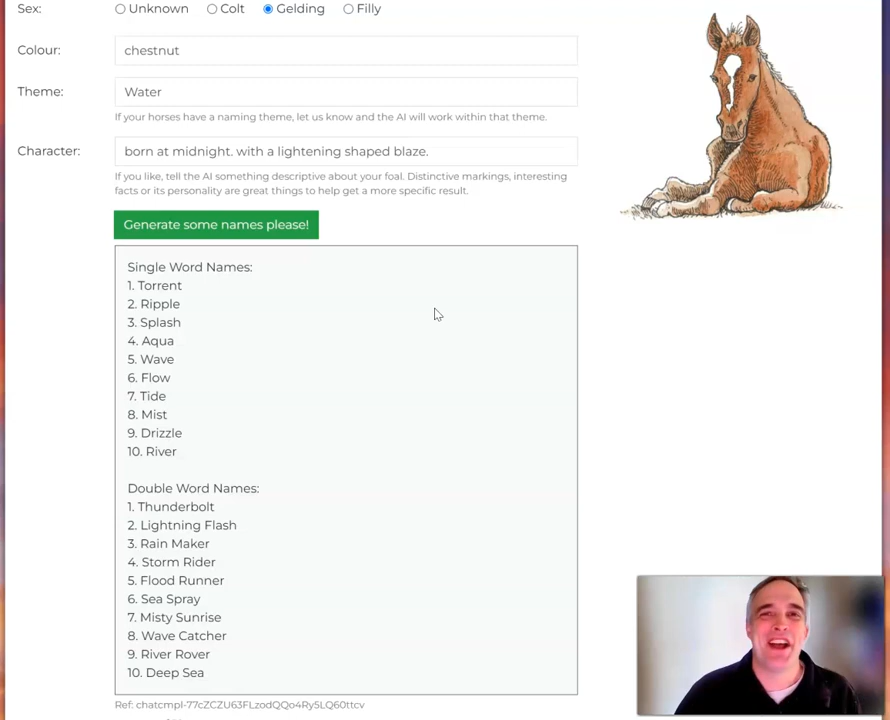 Sex: Unknown Colt Gelding Filly
Colour: chestnut
Theme: Water
If your horses have a naming theme, let us know and the AI will work within that theme.
Character: born at midnight. with a lightening shaped blaze.
If you like, tell the AI something descriptive about your foal. Distinctive markings, interesting
facts or its personality are great things to help get a more specific result.
Generate some names please!
Single Word Names:
1. Torrent
2. Ripple
3. Splash
4. Aqua
5. Wave
6. Flow
7. Tide
8. Mist
9. Drizzle
10. River
Double Word Names:
1. Thunderbolt
2. Lightning Flash
3. Rain Maker
4. Storm Rider
5. Flood Runner
6. Sea Spray
7. Misty Sunrise
8. Wave Catcher
9. River Rover
10. Deep Sea
Ref: chatcmpl-77cZCZU63FLzodQQo4Ry5LQ60ttcv